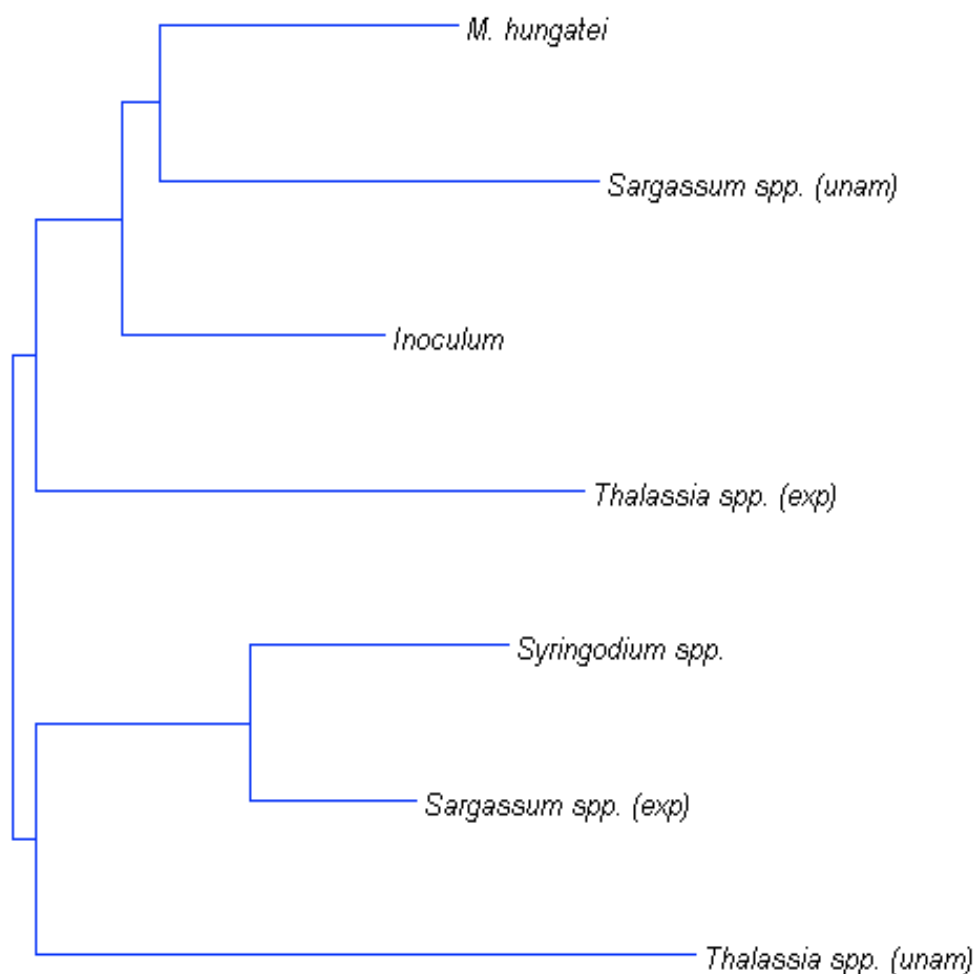 M. hungatei
Sargassum spp. (unam)
Inoculum
Thalassia spp. (exp)
Syringodium spp.
Sargassum spp. (exp)
Thalassia spp. (unam)